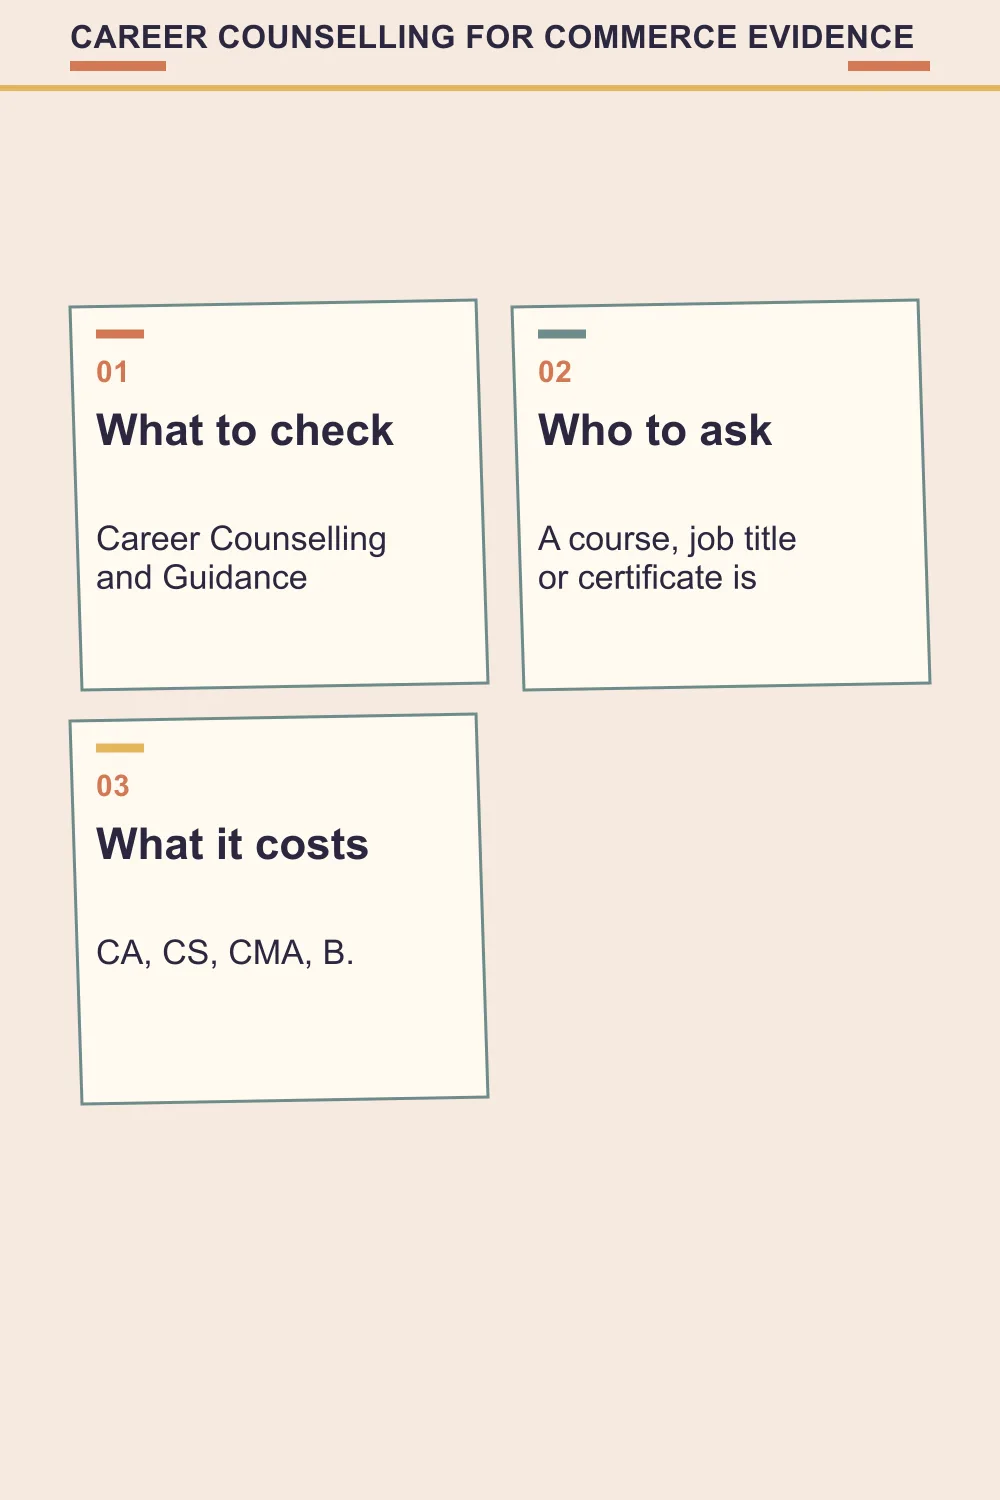 CAREER COUNSELLING FOR COMMERCE EVIDENCE
01
What to check
Career Counselling
and Guidance
02
Who to ask
A course, job title
or certificate is
03
What it costs
CA, CS, CMA, B.